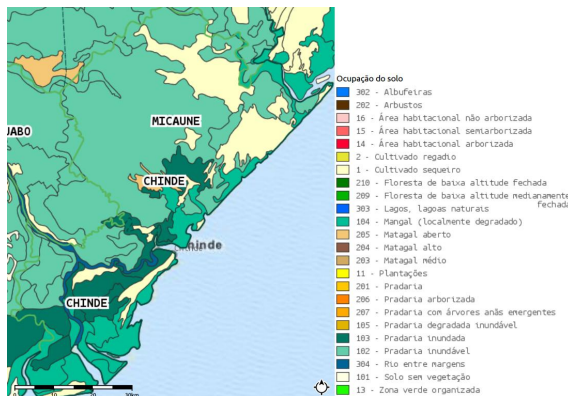 MICAUNE
JABO
CHINDE
Chinde
CHINDE
10
20
30km
Ocupação do solo
302 - Albufeiras
202 - Arbustos
16 - Área habitacional não arborizada
15 - Área habitacional semiarborizada
14 - Área habitacional arborizada
2 - Cultivado regadio
1 - Cultivado sequeiro
210 - Floresta de baixa altitude fechada
209 - Floresta de baixa altitude medianamente
fechada
303 - Lagos, lagoas naturais
104 - Mangal (localmente degradado)
205 - Matagal aberto
204 - Matagal alto
203 - Matagal médio
11 - Plantações
201 - Pradaria
206 - Pradaria arborizada
207 - Pradaria com árvores anãs emergentes
105 - Pradaria degradada inundável
103 - Pradaria inundada
102 - Pradaria inundável
304 - Rio entre margens
101 - Solo sem vegetação
13 - Zona verde organizada